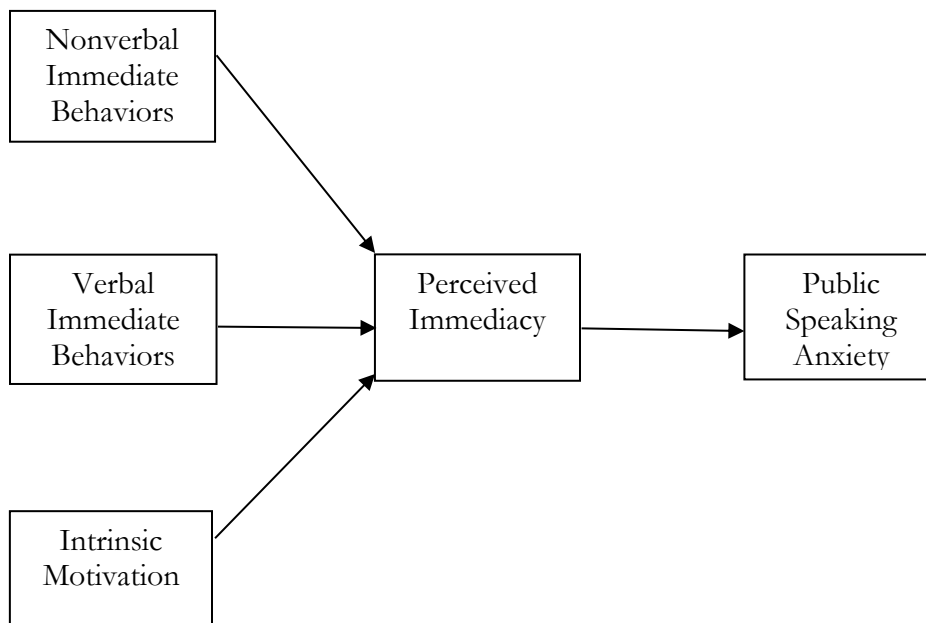 Nonverbal
Immediate
Behaviors
Verbal
Immediate
Behaviors
Perceived
Immediacy
Public
Speaking
Anxiety
Intrinsic
Motivation